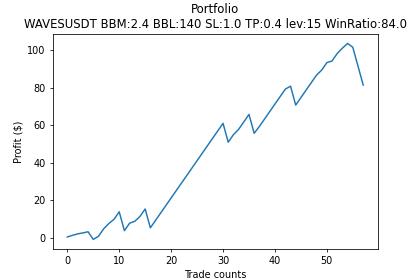 Portfolio
WAVESUSDT BBM:2.4 BBL:140 SL:1.0 TP:0.4 lev:15 WinRatio:84.0
100
80
60
40
20
0
Profit ($)
0 10 20 30 40 50
Trade counts